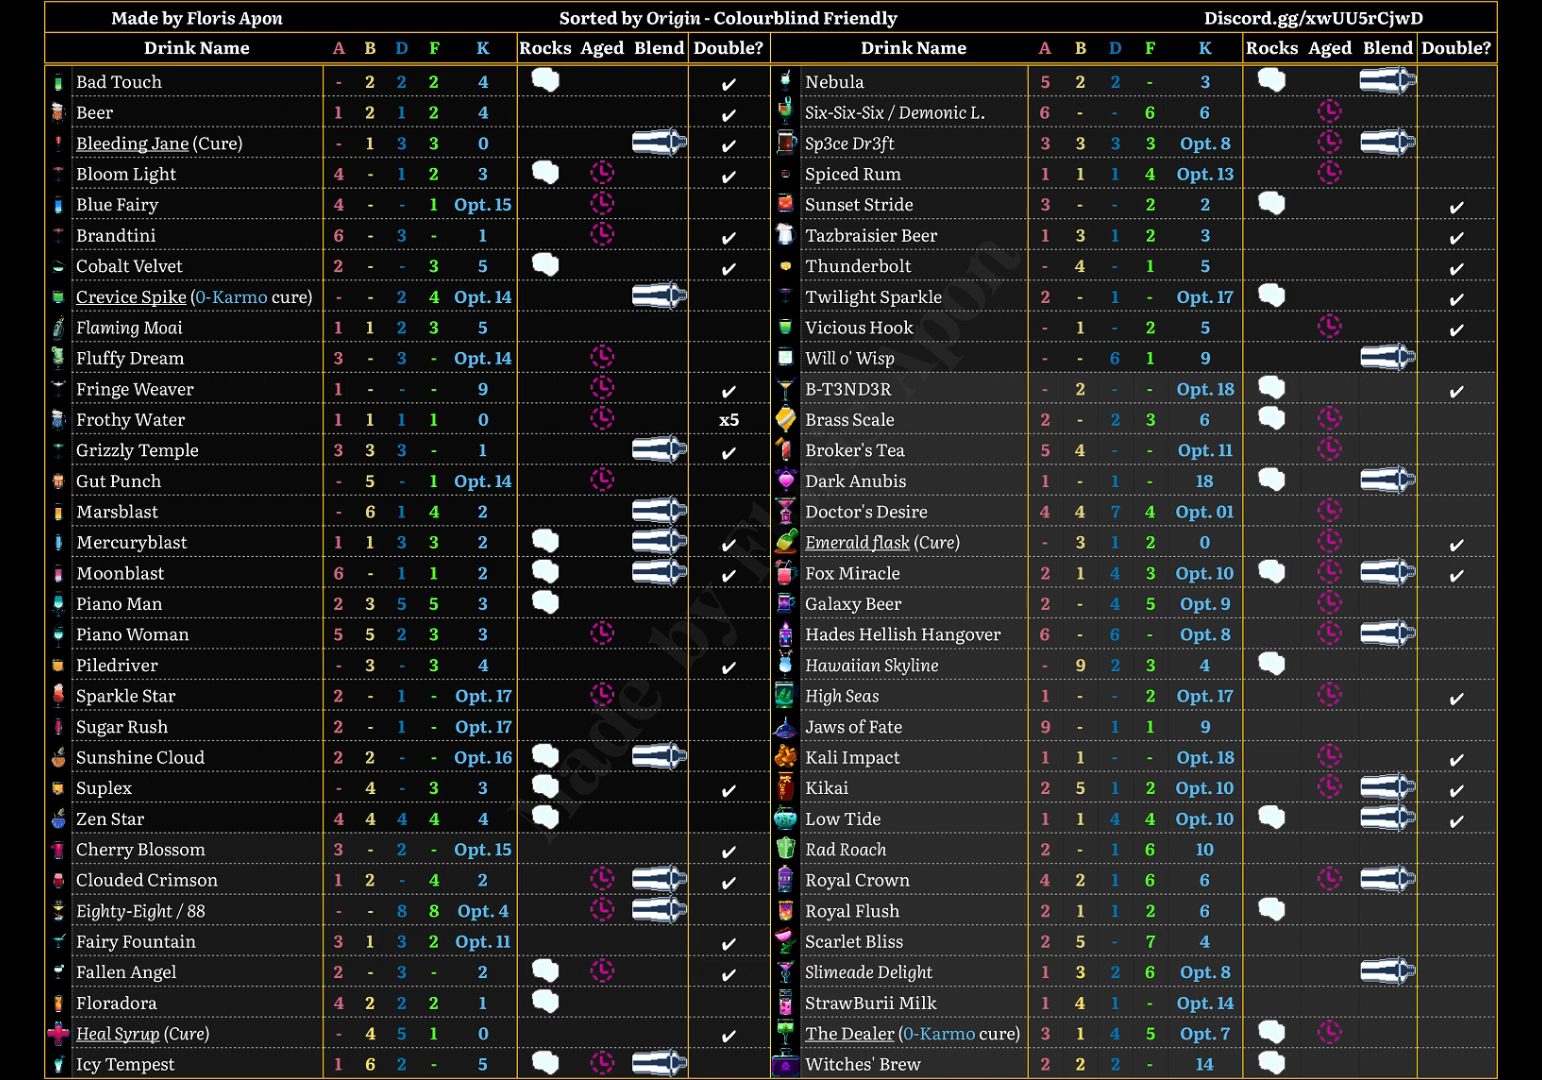 Made by Floris Apon Sorted by Origin - Colourblind Friendly Discord.gg/xwUU5rCjwD
Drink Name A B D F K Rocks Aged Blend Double? Drink Name A B D F K Rocks Aged Blend Double?
Bad Touch - 2 2 2 4 ✓ Nebula 5 2 2 - 3
Beer 1 2 1 2 4 ✓ Six-Six-Six / Demonic L. 6 - - 6 6
Bleeding Jane (Cure) - 1 3 3 0 ✓ Sp3ce Dr3ft 3 3 3 3 Opt. 8
Bloom Light 4 - 1 2 3 ✓ Spiced Rum 1 1 1 4 Opt. 13
Blue Fairy 4 - - 1 Opt. 15 Sunset Stride 3 - - 2 2 ✓
Brandtini 6 - 3 - 1 ✓ Tazbraisier Beer 1 3 1 2 3 ✓
Cobalt Velvet 2 - - 3 5 ✓ Thunderbolt - 4 - 1 5 ✓
Crevice Spike (0-Karmo cure) - - 2 4 Opt. 14 Twilight Sparkle 2 - 1 - Opt. 17 ✓
Flaming Moai 1 1 2 3 5 Vicious Hook - 1 - 2 5 ✓
Fluffy Dream 3 - 3 - Opt. 14 Will o' Wisp - - 6 1 9
Fringe Weaver 1 - - - 9 ✓ B-T3ND3R - 2 - - Opt. 18 ✓
Frothy Water 1 1 1 1 0 x5 Brass Scale 2 - 2 3 6
Grizzly Temple 3 3 3 - 1 ✓ Broker's Tea 5 4 - - Opt. 11
Gut Punch - 5 - 1 Opt. 14 Dark Anubis 1 - 1 - 18
Marsblast - 6 1 4 2 Doctor's Desire 4 4 7 4 Opt. 01
Mercuryblast 1 1 3 3 2 ✓ Emerald flask (Cure) - 3 1 2 0 ✓
Moonblast 6 - 1 1 2 ✓ Fox Miracle 2 1 4 3 Opt. 10 ✓
Piano Man 2 3 5 5 3 Galaxy Beer 2 - 4 5 Opt. 9
Piano Woman 5 5 2 3 3 Hades Hellish Hangover 6 - 6 - Opt. 8
Piledriver - 3 - 3 4 ✓ Hawaiian Skyline - 9 2 3 4
Sparkle Star 2 - 1 - Opt. 17 High Seas 1 - - 2 Opt. 17 ✓
Sugar Rush 2 - 1 - Opt. 17 Jaws of Fate 9 - 1 1 9
Sunshine Cloud 2 2 - - Opt. 16 Kali Impact 1 1 - - Opt. 18 ✓
Suplex - 4 - 3 3 ✓ Kikai 2 5 1 2 Opt. 10 ✓
Zen Star 4 4 4 4 4 Low Tide 1 1 4 4 Opt. 10 ✓
Cherry Blossom 3 - 2 - Opt. 15 ✓ Rad Roach 2 - 1 6 10
Clouded Crimson 1 2 - 4 2 ✓ Royal Crown 4 2 1 6 6
Eighty-Eight / 88 - - 8 8 Opt. 4 Royal Flush 2 1 1 2 6
Fairy Fountain 3 1 3 2 Opt. 11 ✓ Scarlet Bliss 2 5 - 7 4
Fallen Angel 2 - 3 - 2 ✓ Slimeade Delight 1 3 2 6 Opt. 8
Floradora 4 2 2 2 1 StrawBurii Milk 1 4 1 - Opt. 14
Heal Syrup (Cure) - 4 5 1 0 ✓ The Dealer (0-Karmo cure) 3 1 4 5 Opt. 7
Icy Tempest 1 6 2 - 5 Witches' Brew 2 2 2 - 14
Made by Floris Apon